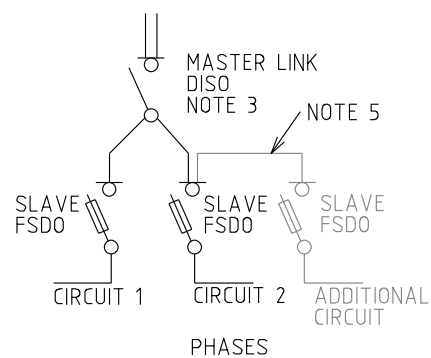 MASTER LINK
DISO
NOTE 3
NOTE 5
SLAVE
FSDO
SLAVE
FSDO
SLAVE
FSDO
CIRCUIT 1
CIRCUIT 2
ADDITIONAL
CIRCUIT
PHASES